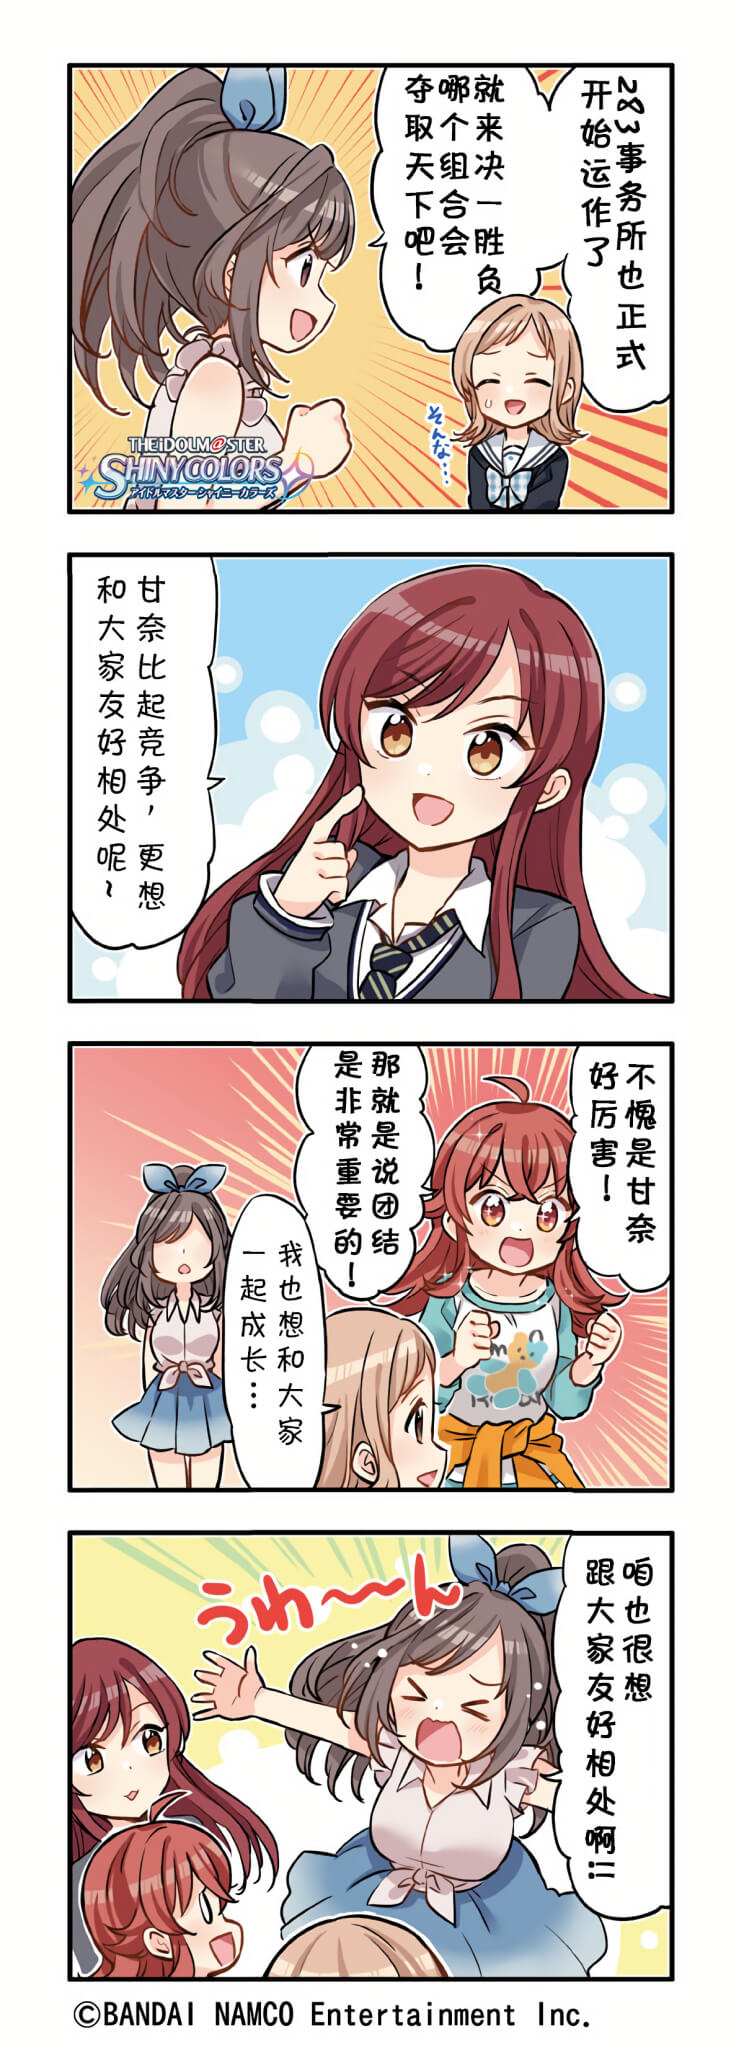 283事务所也正式
开始运作了
就来决一胜负
哪个组合会
夺取天下吧！
そんな…
THE iDOLM@STER
SHINY COLORS
アイドルマスター シャイニーカラーズ
甘奈比起竞争，更想
和大家友好相处呢~
不愧是甘奈
好厉害！
那就是说团结
是非常重要的！
我也想和大家
一起成长…
咱也很想
跟大家友好相处啊!!
うわ〜〜ん
©BANDAI NAMCO Entertainment Inc.